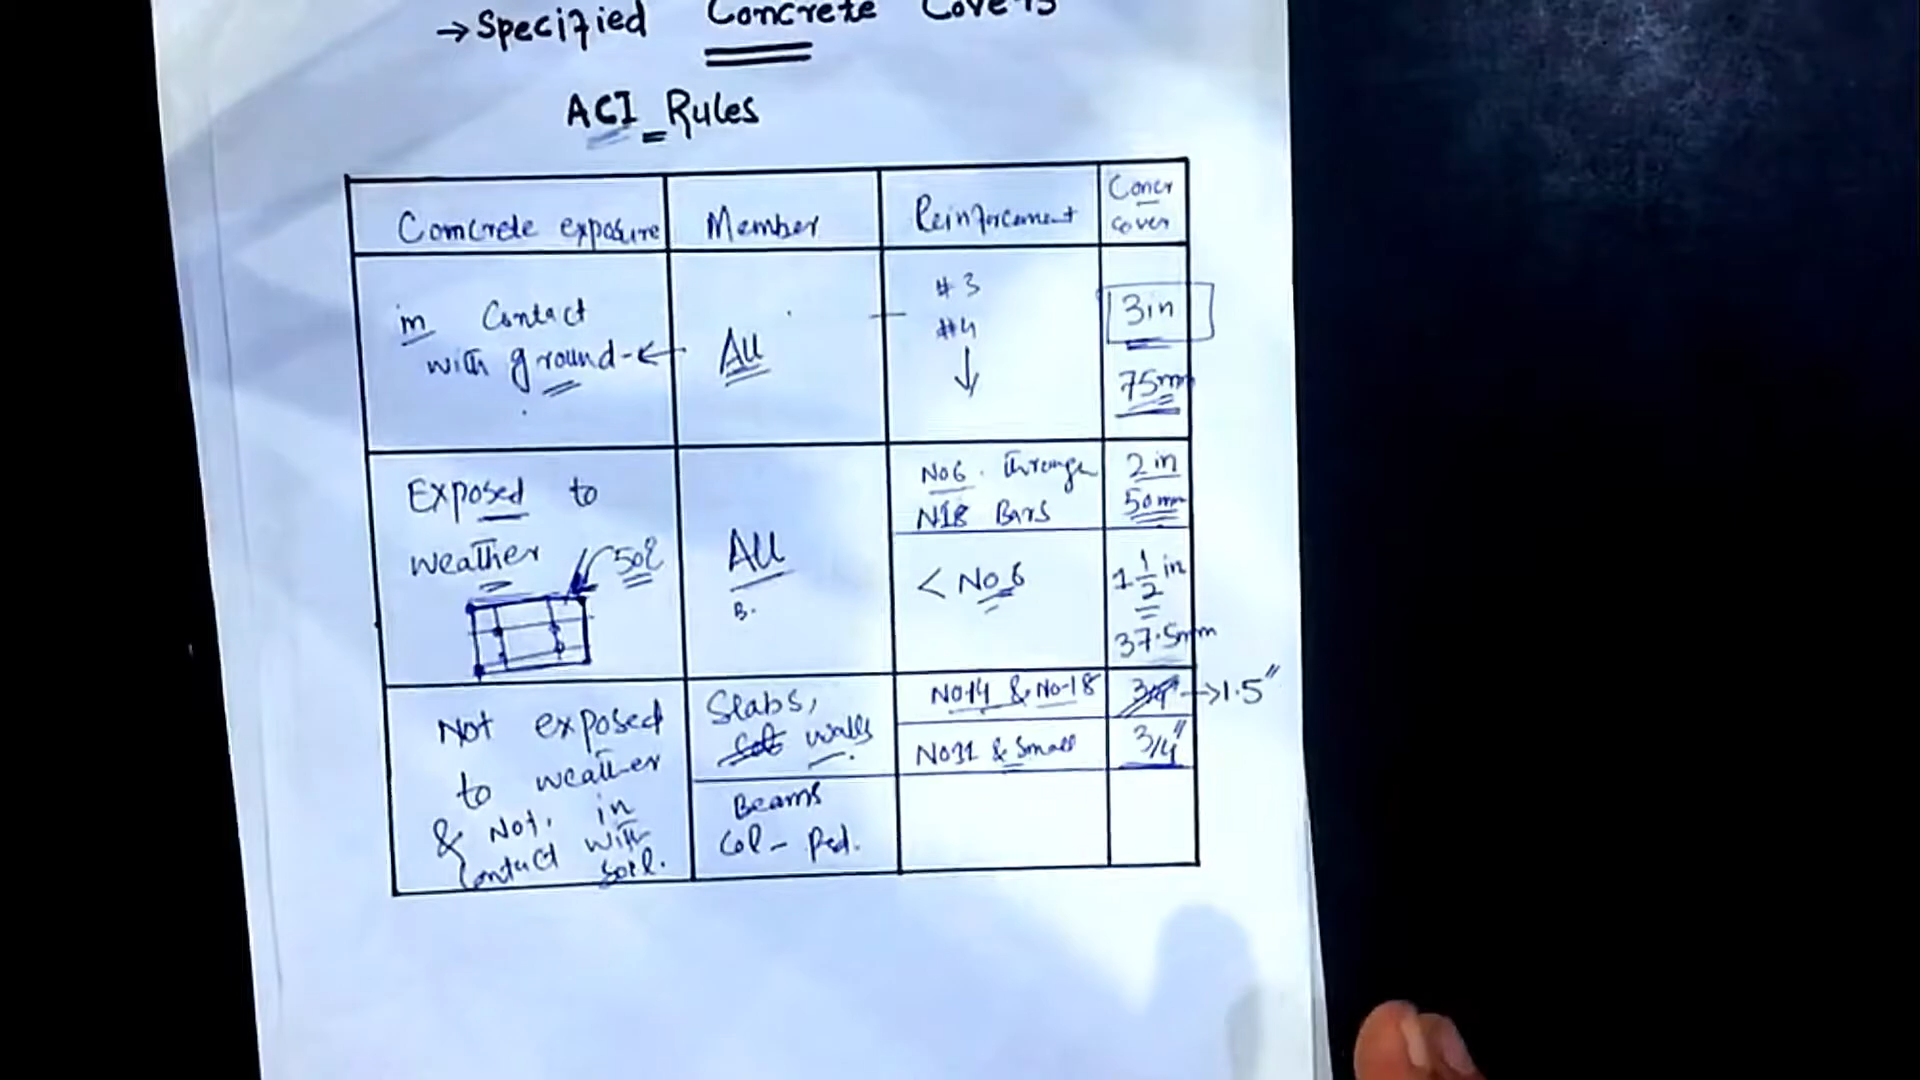 → Specified Concrete Covers
ACI - Rules
Comcrete exposure
Member
Reinforcement
Concr
cover
in Contact
with ground ←
All
# 3
#4
↓
3in
75mm
Exposed to
weather
All
B.
No6. through
N18 Bars
2 in
50mm
< No 6
1 1/2 in
37.5mm
Not exposed
to weather
& Not. in
Contact with
soil.
Slabs,
walls
No14 & No-18
3/4" → 1.5"
No11 & Small
3/4"
Beams
Col - Ped.